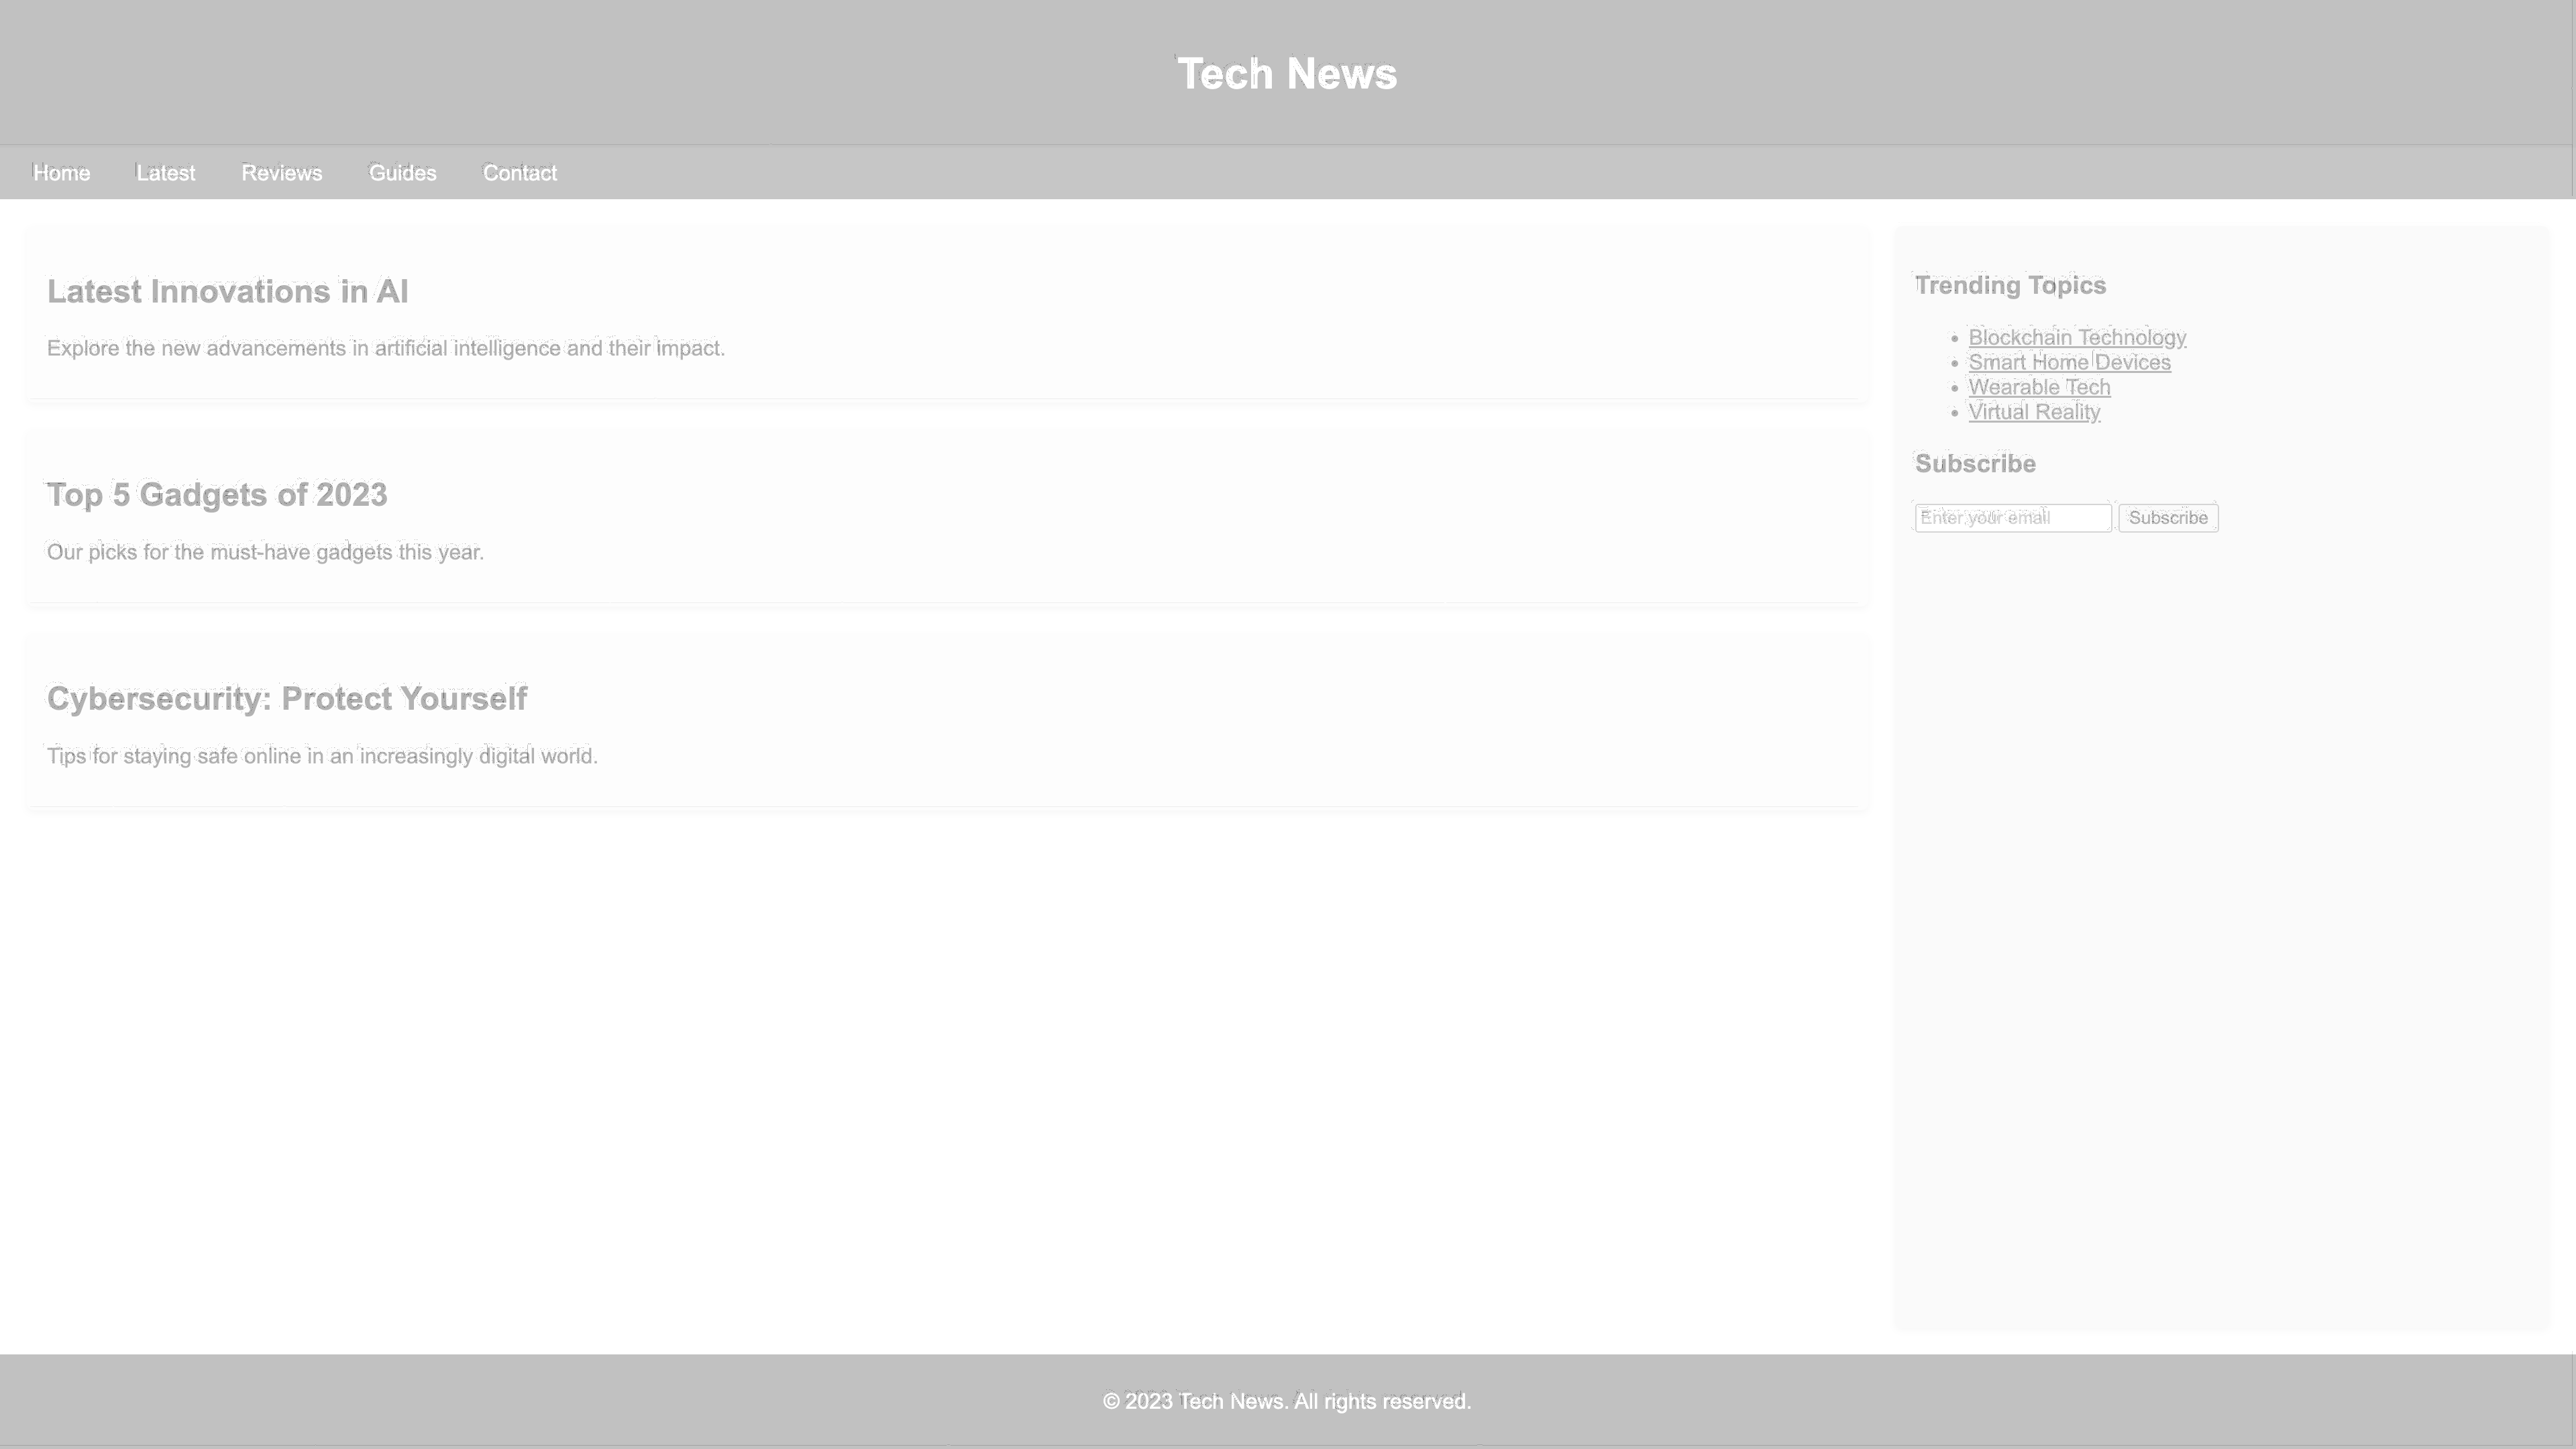 Tech News
Home Latest Reviews Guides Contact
Latest Innovations in AI
Explore the new advancements in artificial intelligence and their impact.
Top 5 Gadgets of 2023
Our picks for the must-have gadgets this year.
Cybersecurity: Protect Yourself
Tips for staying safe online in an increasingly digital world.
Trending Topics
Blockchain Technology
Smart Home Devices
Wearable Tech
Virtual Reality
Subscribe
Enter your email Subscribe
© 2023 Tech News. All rights reserved.